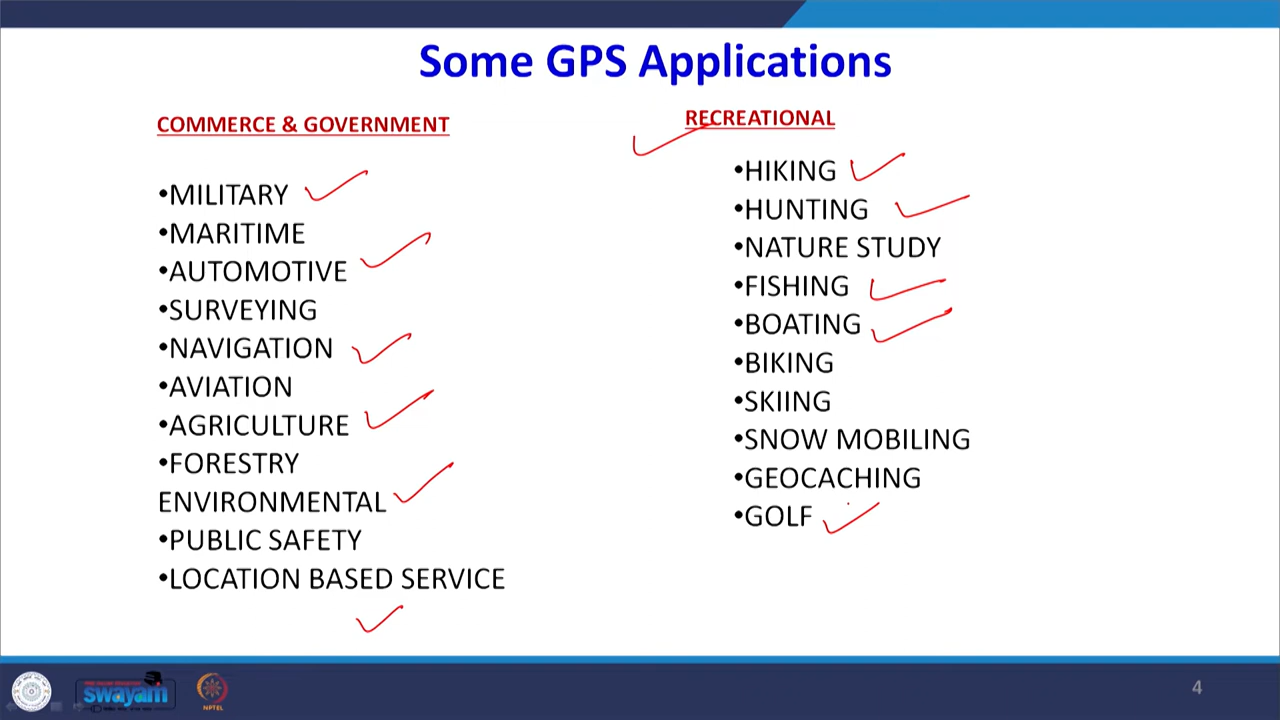 Some GPS Applications
COMMERCE & GOVERNMENT
•MILITARY
•MARITIME
•AUTOMOTIVE
•SURVEYING
•NAVIGATION
•AVIATION
•AGRICULTURE
•FORESTRY
ENVIRONMENTAL
•PUBLIC SAFETY
•LOCATION BASED SERVICE
RECREATIONAL
•HIKING
•HUNTING
•NATURE STUDY
•FISHING
•BOATING
•BIKING
•SKIING
•SNOW MOBILING
•GEOCACHING
•GOLF
swayam
NPTEL
4